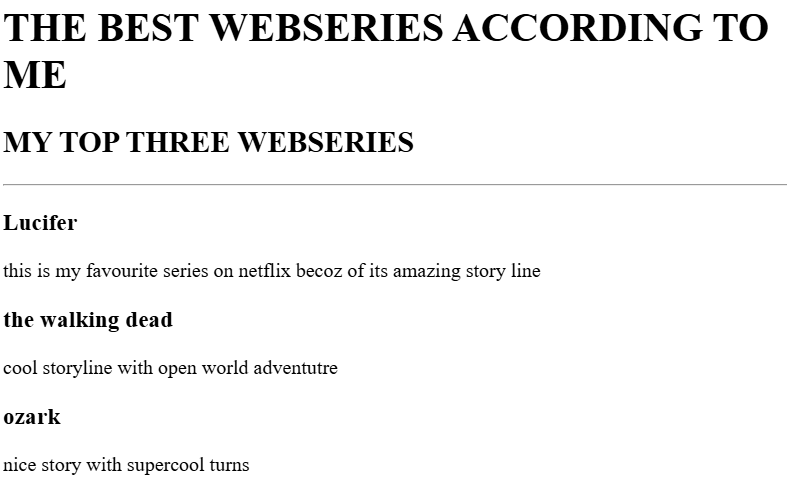 THE BEST WEBSERIES ACCORDING TO
ME
MY TOP THREE WEBSERIES
Lucifer
this is my favourite series on netflix becoz of its amazing story line
the walking dead
cool storyline with open world adventutre
ozark
nice story with supercool turns